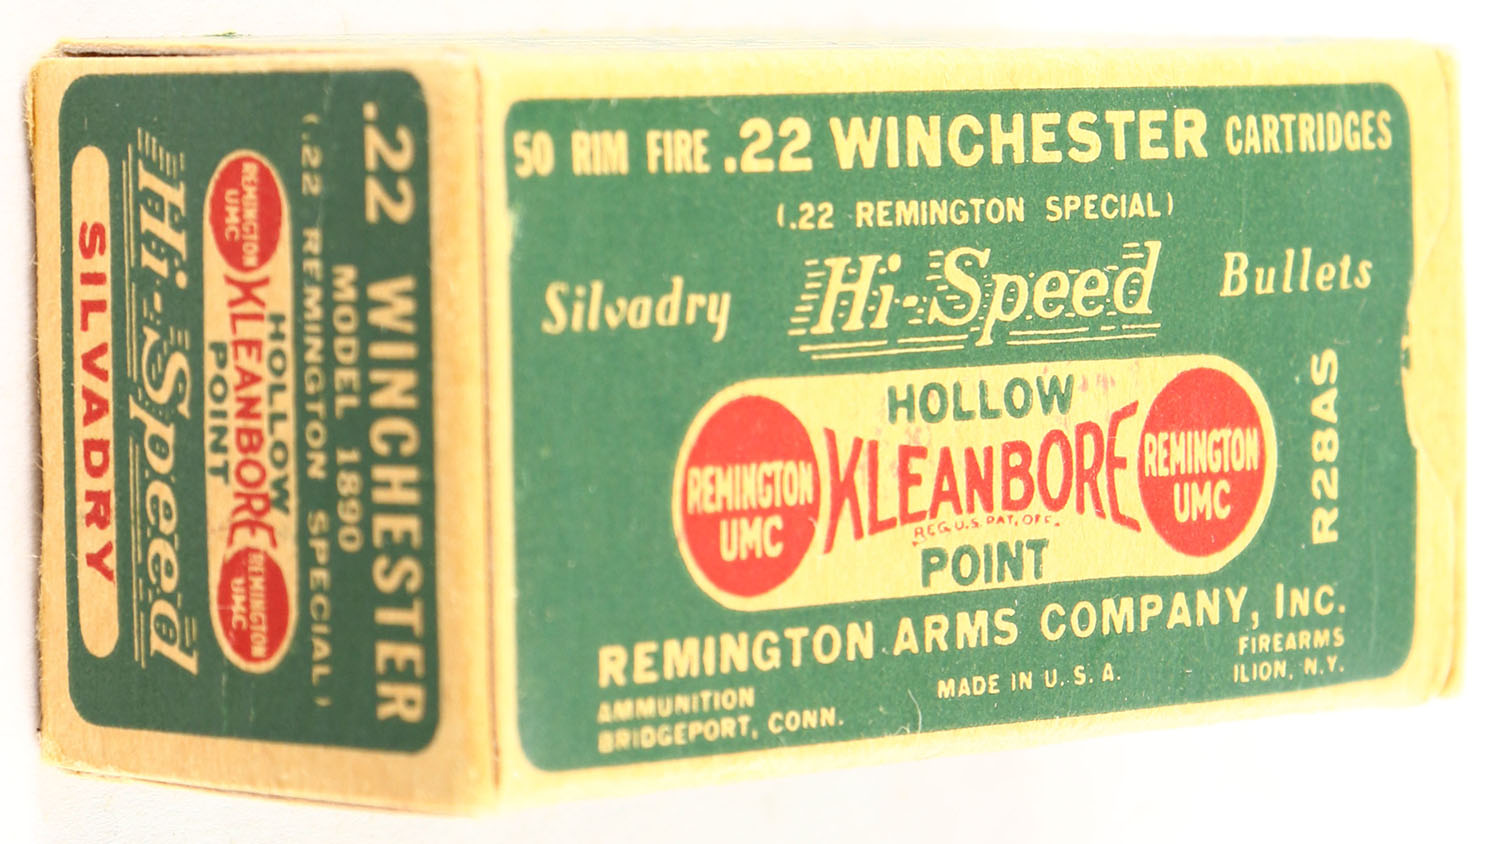 50 RIM FIRE .22 WINCHESTER CARTRIDGES
(.22 REMINGTON SPECIAL)
Silvadry Hi-Speed Bullets
HOLLOW
REMINGTON UMC KLEANBORE REMINGTON UMC
REG. U.S. PAT. OFF.
POINT
R28AS
REMINGTON ARMS COMPANY, INC.
AMMUNITION
BRIDGEPORT, CONN.
MADE IN U.S.A.
FIREARMS
ILION, N.Y.
.22 WINCHESTER
MODEL 1890
(.22 REMINGTON SPECIAL)
HOLLOW
REMINGTON UMC KLEANBORE REMINGTON UMC
POINT
Hi-Speed
SILVADRY